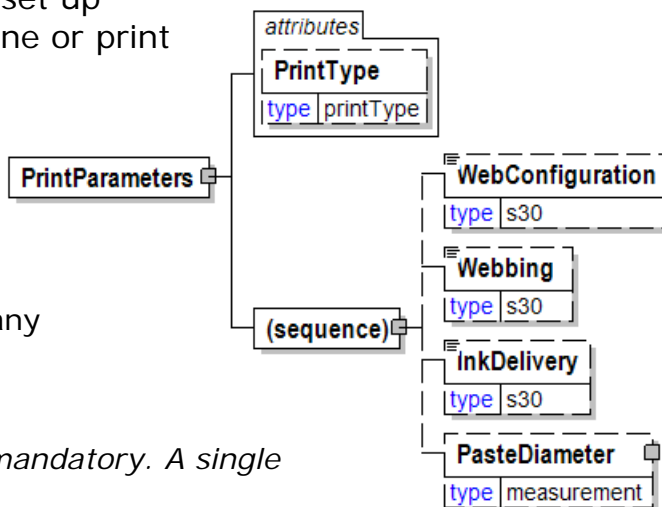 set up
ne or print
any
mandatory. A single
attributes
PrintType
type printType
PrintParameters
(sequence)
WebConfiguration
type s30
Webbing
type s30
InkDelivery
type s30
PasteDiameter
type measurement